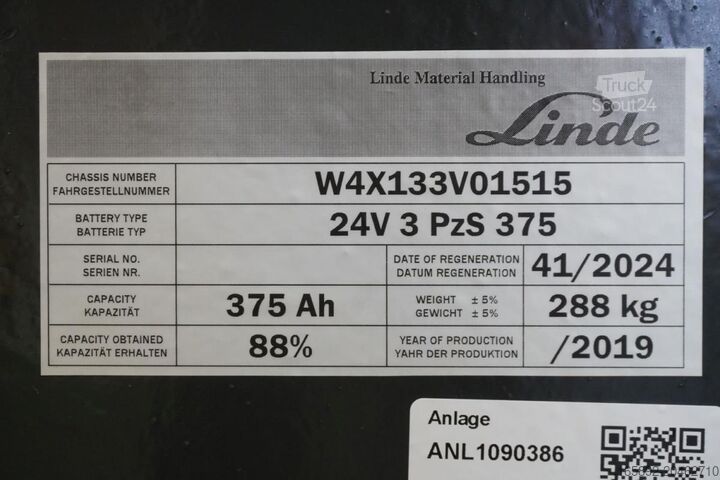 Linde Material Handling
Truck
Scout24
Linde
CHASSIS NUMBER
FAHRGESTELLNUMMER
W4X133V01515
BATTERY TYPE
BATTERIE TYP
24V 3 PzS 375
SERIAL NO.
SERIEN NR.
DATE OF REGENERATION
DATUM REGENERATION
41/2024
CAPACITY
KAPAZITÄT
375 Ah
WEIGHT ± 5%
GEWICHT ± 5%
288 kg
CAPACITY OBTAINED
KAPAZITÄT ERHALTEN
88%
YEAR OF PRODUCTION
YAHR DER PRODUKTION
/2019
Anlage
ANL1090386